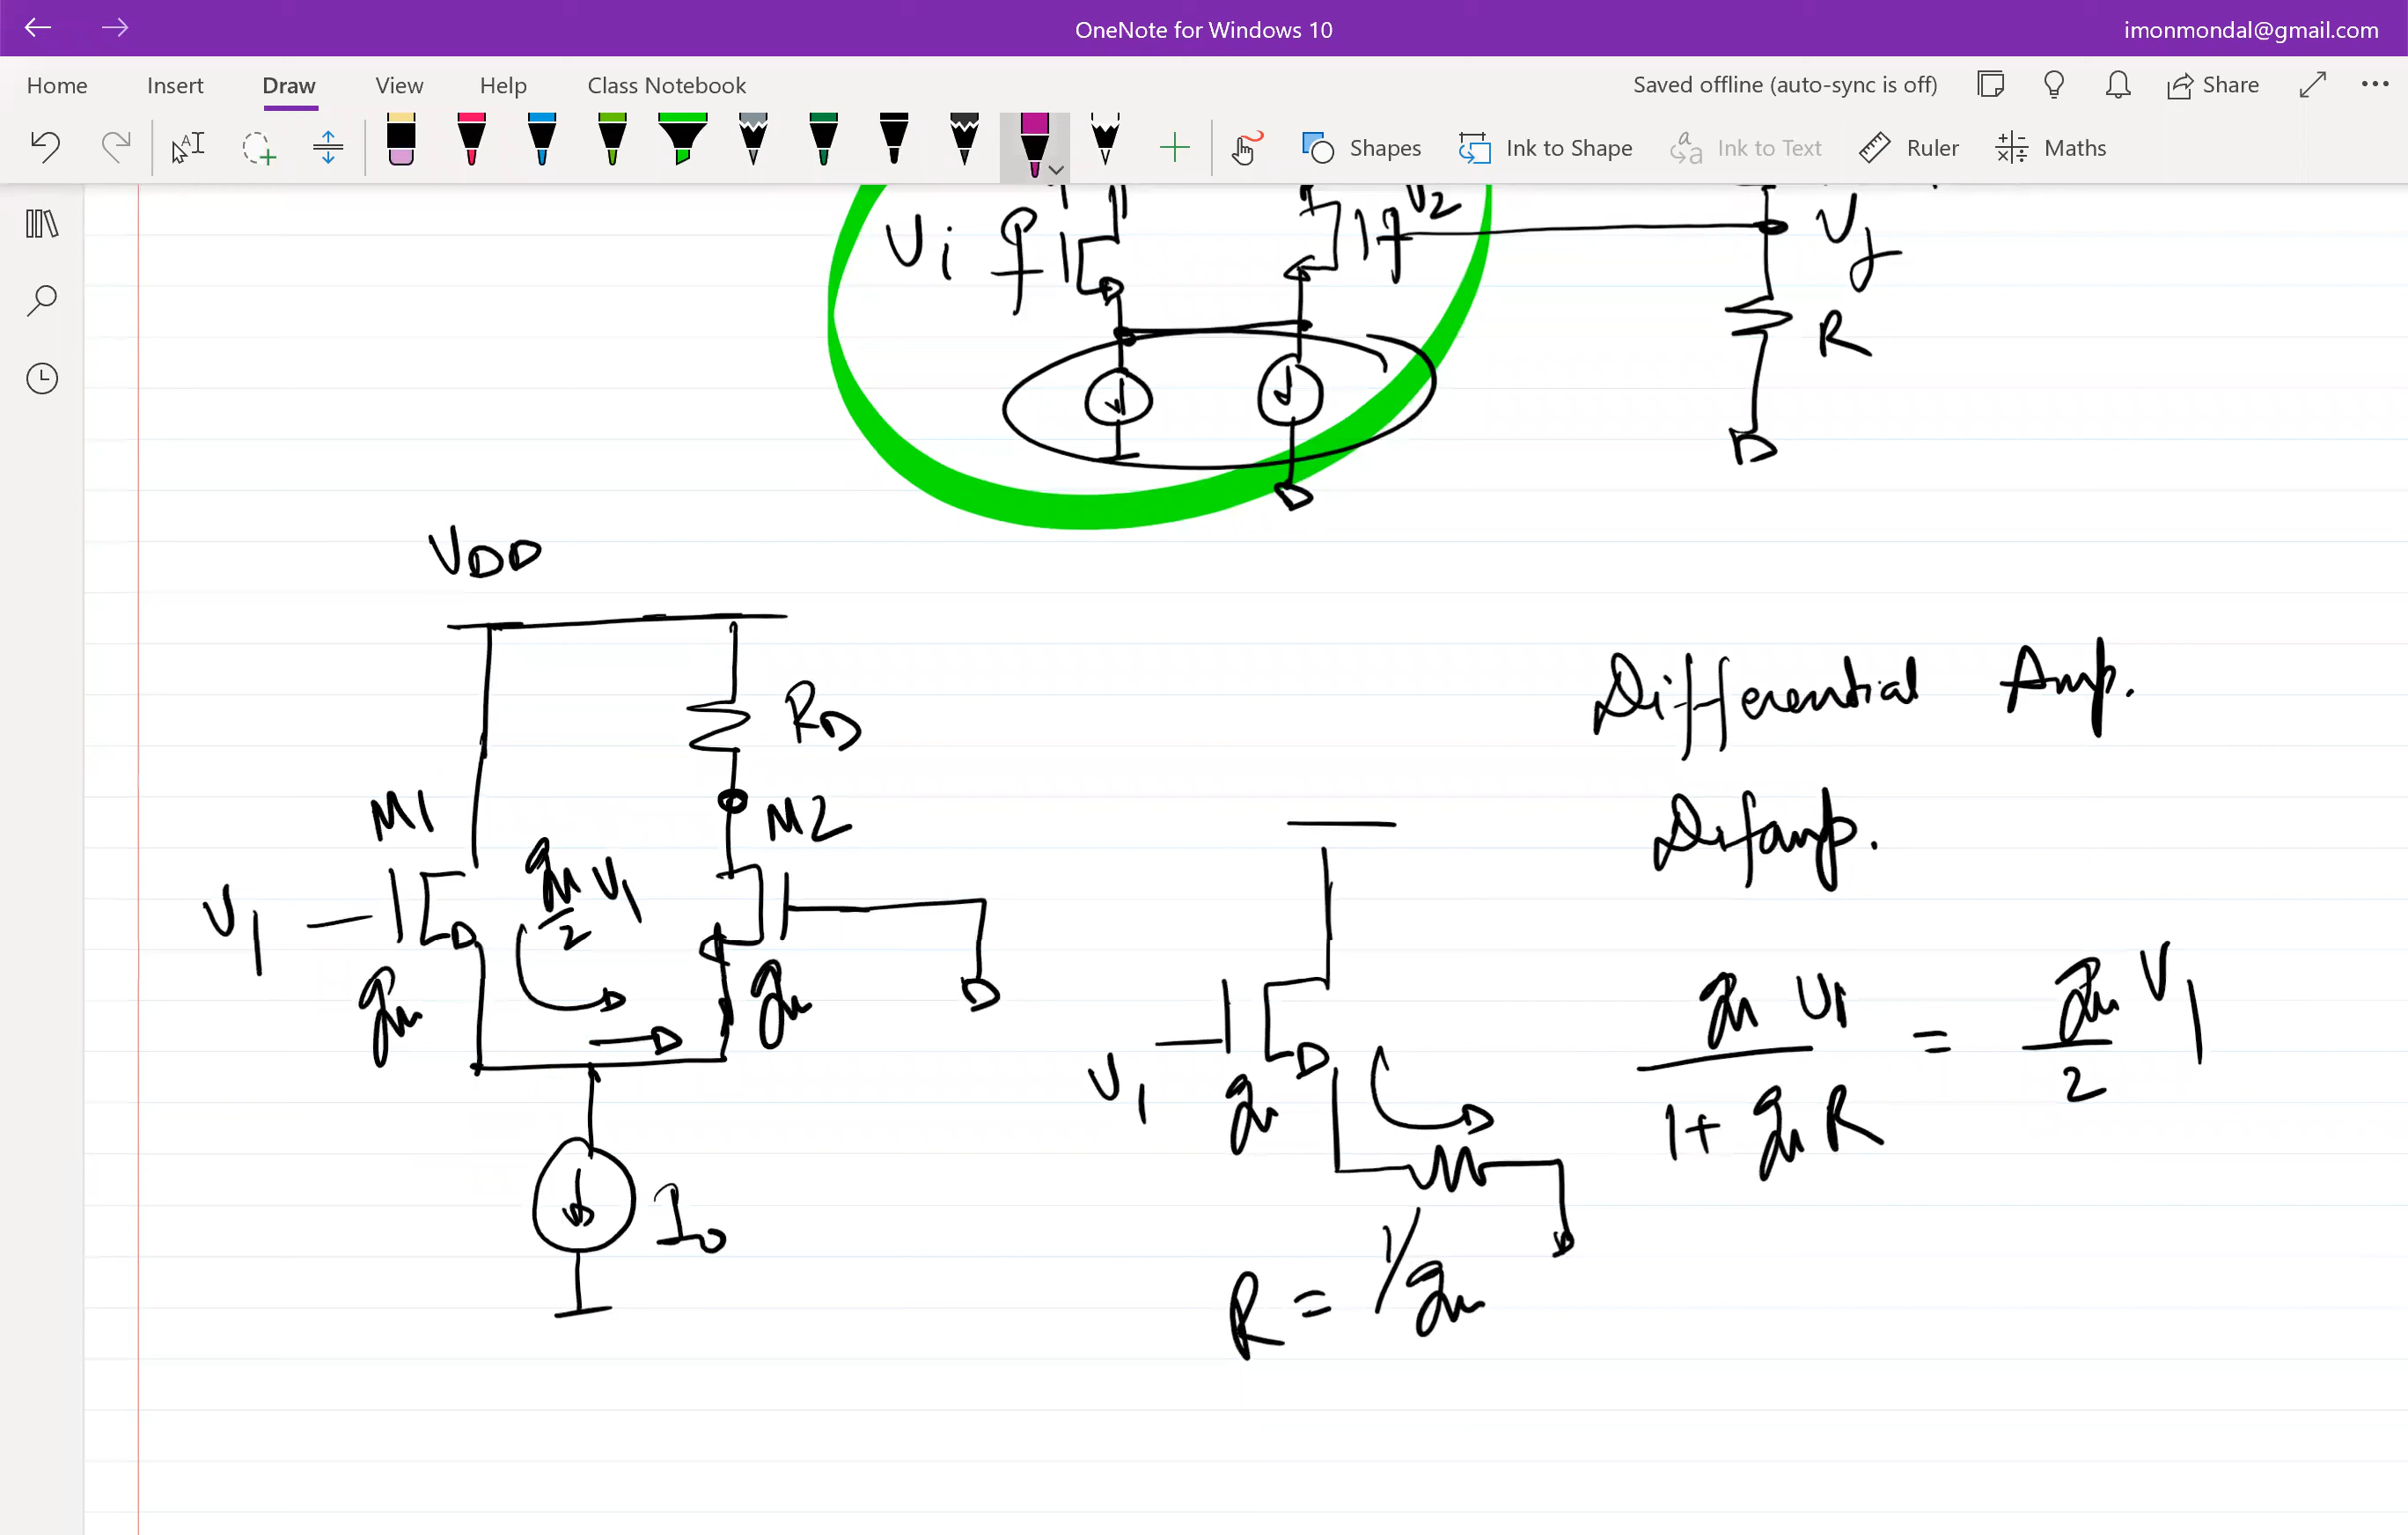 OneNote for Windows 10
imonmondal@gmail.com
Home Insert Draw View Help Class Notebook
Saved offline (auto-sync is off) Share
Shapes Ink to Shape Ink to Text Ruler Maths
Vi
V2
Vf
R
VDD
RD
M1
M2
gm/2 V1
V1
gm
gm
I0
Differential Amp.
Difamp.
V1
gm
R = 1/gm
gm V1 / 1 + gm R = gm/2 V1